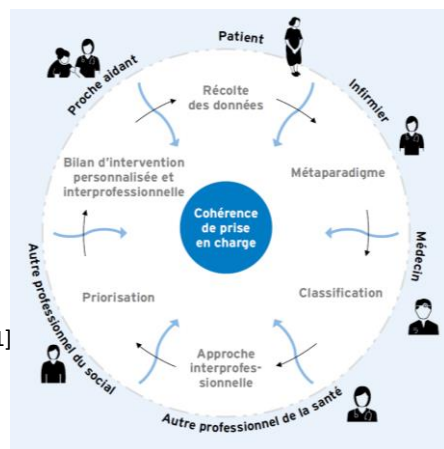 Patient
Proche aidant
Infirmier
Récolte
des données
Bilan d'intervention
personnalisée et
interprofessionnelle
Métaparadigme
Cohérence
de prise
en charge
Médecin
Priorisation
Classification
Approche
interprofes-
sionnelle
Autre professionnel du social
Autre professionnel de la santé